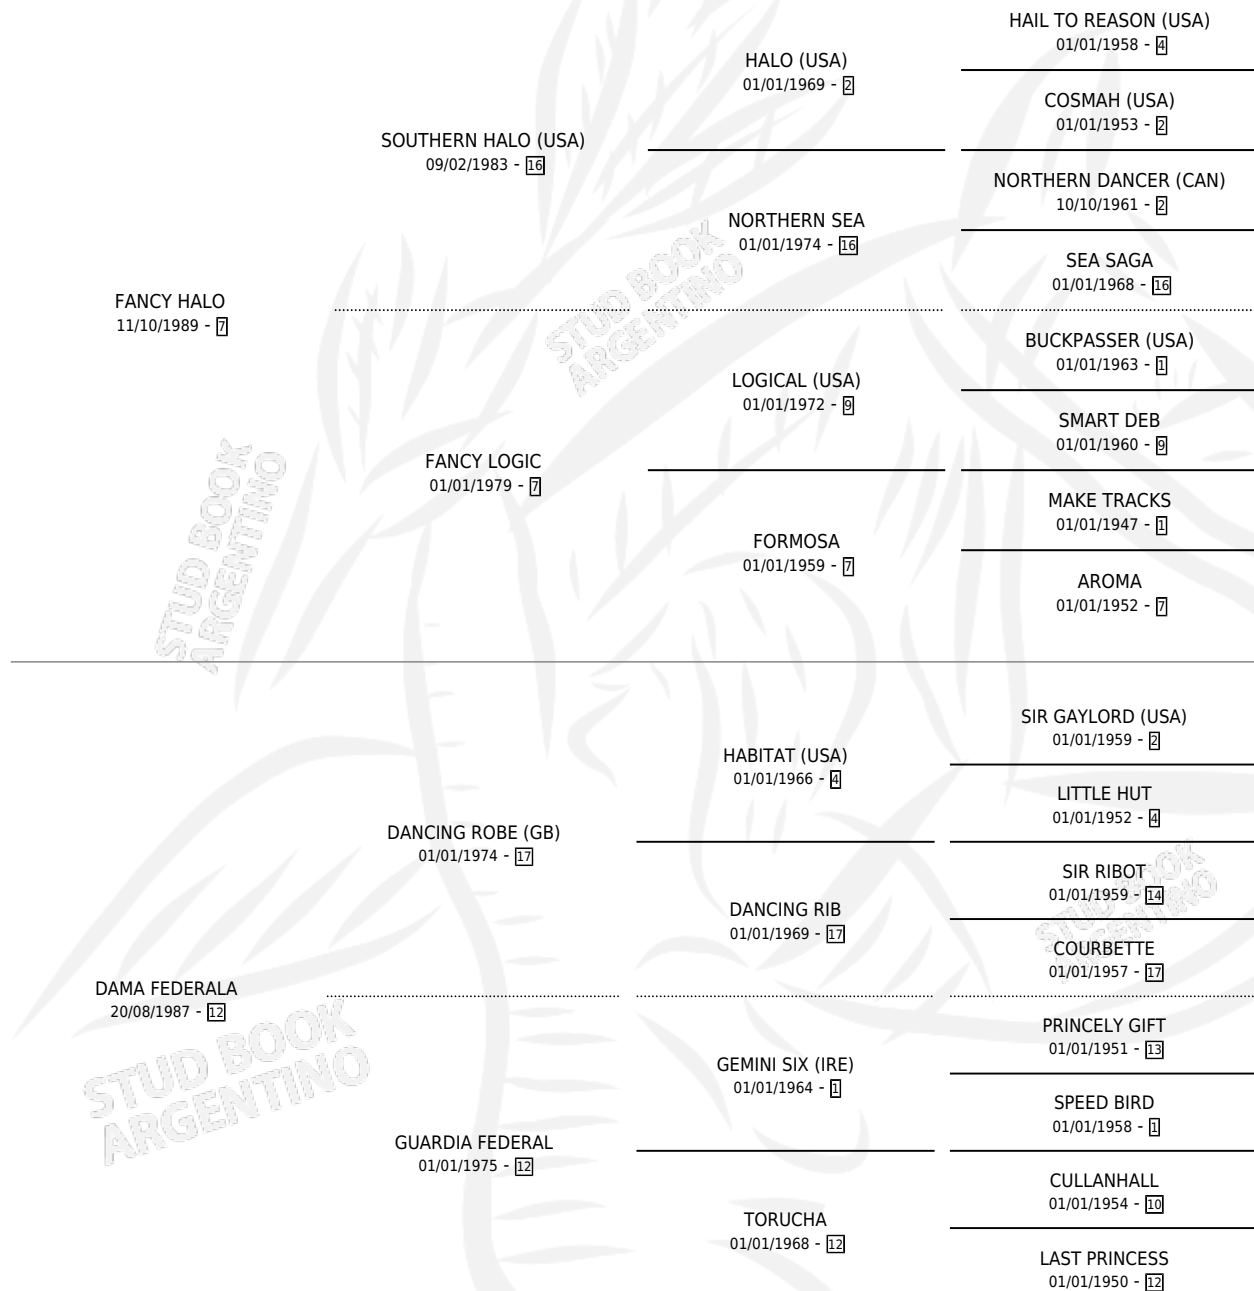 HAIL TO REASON (USA)
01/01/1958 - 4
HALO (USA)
01/01/1969 - 2
COSMAH (USA)
01/01/1953 - 2
SOUTHERN HALO (USA)
09/02/1983 - 16
NORTHERN DANCER (CAN)
10/10/1961 - 2
NORTHERN SEA
01/01/1974 - 16
SEA SAGA
01/01/1968 - 16
FANCY HALO
11/10/1989 - 7
STUD BOOK
ARGENTINO
BUCKPASSER (USA)
01/01/1963 - 1
LOGICAL (USA)
01/01/1972 - 9
SMART DEB
01/01/1960 - 9
FANCY LOGIC
01/01/1979 - 7
MAKE TRACKS
01/01/1947 - 1
FORMOSA
01/01/1959 - 7
AROMA
01/01/1952 - 7
STUD BOOK
ARGENTINO
SIR GAYLORD (USA)
01/01/1959 - 2
HABITAT (USA)
01/01/1966 - 4
LITTLE HUT
01/01/1952 - 4
DANCING ROBE (GB)
01/01/1974 - 17
SIR RIBOT
01/01/1959 - 14
DANCING RIB
01/01/1969 - 17
STUD BOOK
ARGENTINO
COURBETTE
01/01/1957 - 17
DAMA FEDERALA
20/08/1987 - 12
STUD BOOK
ARGENTINO
PRINCELY GIFT
01/01/1951 - 13
GEMINI SIX (IRE)
01/01/1964 - 1
SPEED BIRD
01/01/1958 - 1
GUARDIA FEDERAL
01/01/1975 - 12
CULLANHALL
01/01/1954 - 10
TORUCHA
01/01/1968 - 12
LAST PRINCESS
01/01/1950 - 12